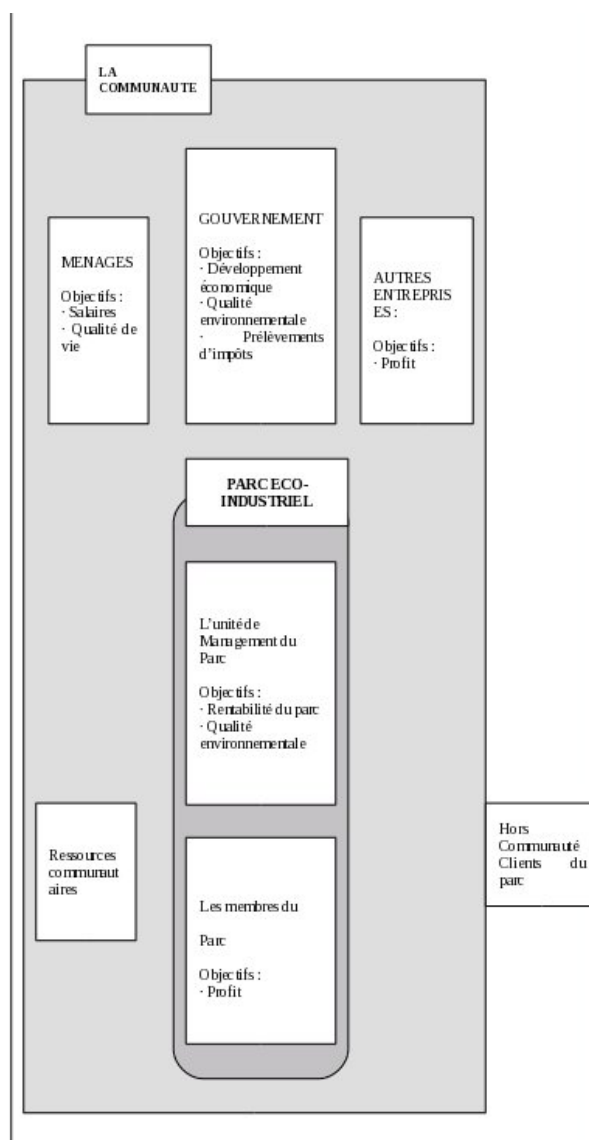 LA
COMMUNAUTE
GOUVERNEMENT
Objectifs :
· Développement
économique
· Qualité
environnementale
· Prélèvements
d'impôts
MENAGES
Objectifs :
· Salaires
· Qualité de
vie
AUTRES
ENTREPRIS
ES :
Objectifs :
· Profit
PARC ECO-
INDUSTRIEL
L'unité de
Management du
Parc
Objectifs :
· Rentabilité du parc
· Qualité
environnementale
Ressources
communaut
aires
Hors
Communauté
Clients du
parc
Les membres du
Parc
Objectifs :
· Profit